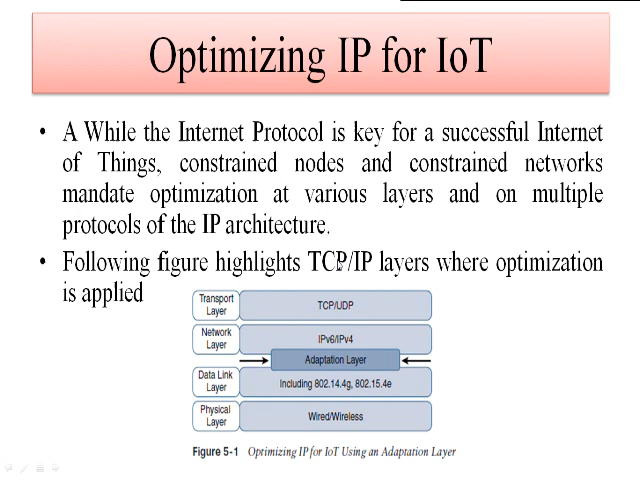 Optimizing IP for IoT
• A While the Internet Protocol is key for a successful Internet
of Things, constrained nodes and constrained networks
mandate optimization at various layers and on multiple
protocols of the IP architecture.
• Following figure highlights TCP/IP layers where optimization
is applied
Transport
Layer
TCP/UDP
Network
Layer
IPv6/IPv4
Adaptation Layer
Data Link
Layer
Including 802.14.4g, 802.15.4e
Physical
Layer
Wired/Wireless
Figure 5-1 Optimizing IP for IoT Using an Adaptation Layer